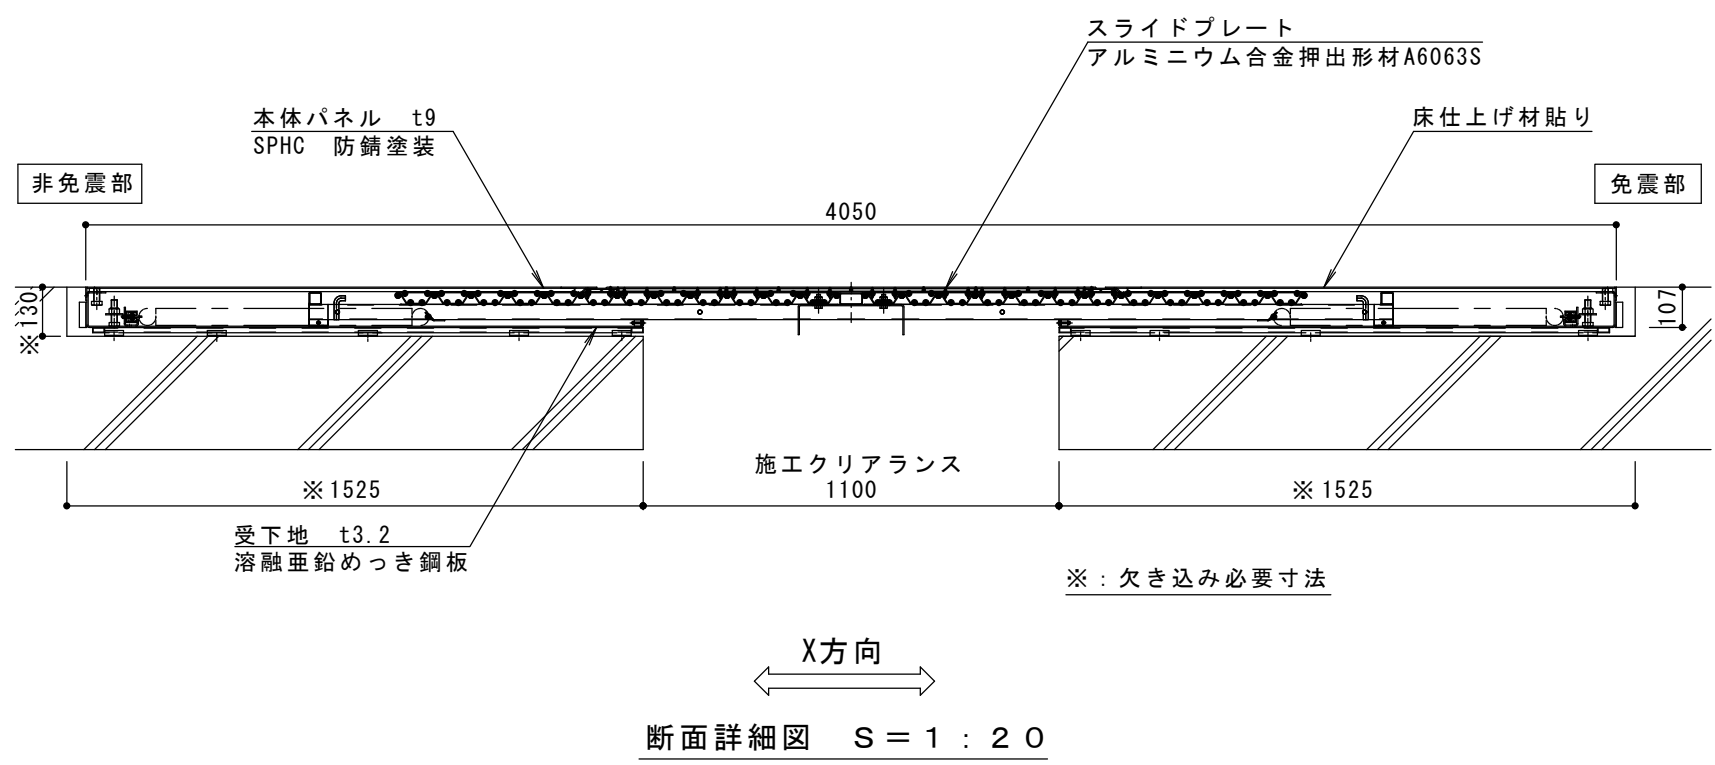 スライドプレート
アルミニウム合金押出形材A6063S
本体パネル　t9
SPHC　防錆塗装
床仕上げ材貼り
非免震部
免震部
4050
※130
107
施工クリアランス
※1525
1100
※1525
受下地　t3.2
溶融亜鉛めっき鋼板
※：欠き込み必要寸法
X方向
断面詳細図　Ｓ＝１：２０